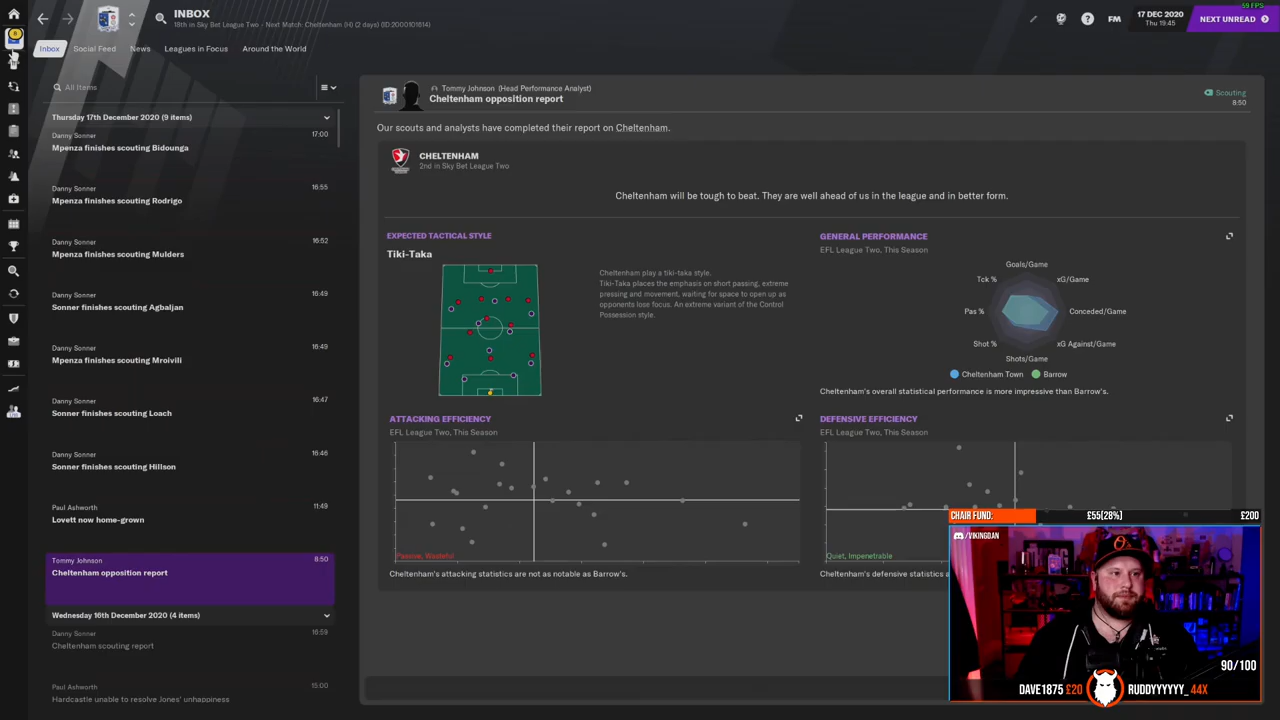 59 FPS
INBOX
18th in Sky Bet League Two - Next Match: Cheltenham (H) (2 days) (ID:2000101614)
FM
17 DEC 2020
Thu 19.45
NEXT UNREAD
8
Inbox
Social Feed
News
Leagues in Focus
Around the World
All Items
Thursday 17th December 2020 (9 items)
Danny Sonner
17:00
Mpenza finishes scouting Bidounga
Danny Sonner
16:55
Mpenza finishes scouting Rodrigo
Danny Sonner
16:52
Mpenza finishes scouting Mulders
Danny Sonner
16:49
Sonner finishes scouting Agbaljan
Danny Sonner
16:49
Mpenza finishes scouting Mroivili
Danny Sonner
16:47
Sonner finishes scouting Loach
Danny Sonner
16:46
Sonner finishes scouting Hillson
Paul Ashworth
11:49
Lovett now home-grown
Tommy Johnson
8:50
Cheltenham opposition report
Wednesday 16th December 2020 (4 items)
Danny Sonner
16:59
Cheltenham scouting report
Paul Ashworth
15:00
Hardcastle unable to resolve Jones' unhappiness
Tommy Johnson (Head Performance Analyst)
Cheltenham opposition report
Scouting
8:50
Our scouts and analysts have completed their report on Cheltenham.
CHELTENHAM
2nd in Sky Bet League Two
Cheltenham will be tough to beat. They are well ahead of us in the league and in better form.
EXPECTED TACTICAL STYLE
Tiki-Taka
Cheltenham play a tiki-taka style.
Tiki-Taka places the emphasis on short passing, extreme
pressing and movement, waiting for space to open up as
opponents lose focus. An extreme variant of the Control
Possession style.
GENERAL PERFORMANCE
EFL League Two, This Season
Goals/Game
Tck %
xG/Game
Pas %
Conceded/Game
Shot %
xG Against/Game
Shots/Game
Cheltenham Town
Barrow
Cheltenham's overall statistical performance is more impressive than Barrow's.
ATTACKING EFFICIENCY
EFL League Two, This Season
Passive, Wasteful
Cheltenham's attacking statistics are not as notable as Barrow's.
DEFENSIVE EFFICIENCY
EFL League Two, This Season
Quiet, Impenetrable
Cheltenham's defensive statistics a
CHAIR FUND:
£55(28%)
£200
/VIKINGDAN
90/100
DAVE1875 £20
RUDDYYYYYY_ 44X